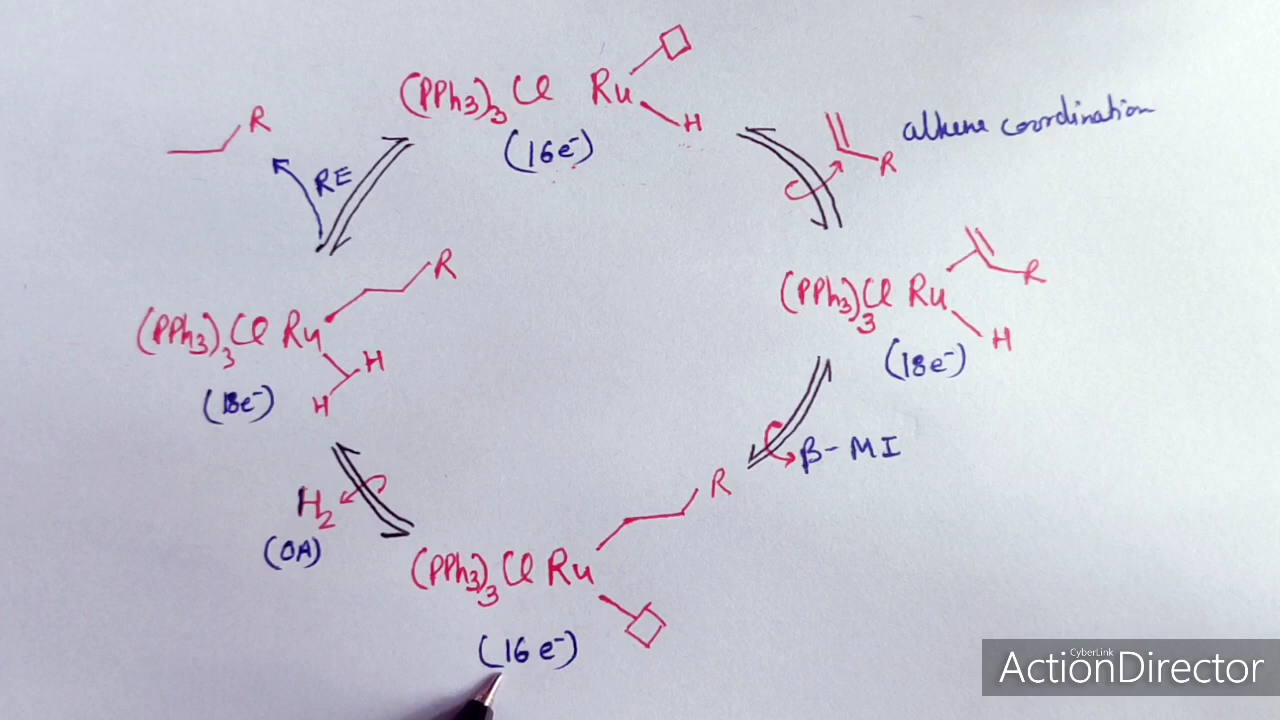 (PPh3)3 Cl Ru
H
(16e⁻)
R
alkene coordination
R
RE
R
(PPh3)3 Cl Ru
R
H
(18e⁻)
(PPh3)3 Cl Ru
H
H
(18e⁻)
β-MI
R
H2
(OA)
(PPh3)3 Cl Ru
(16 e⁻)
CyberLink
ActionDirector